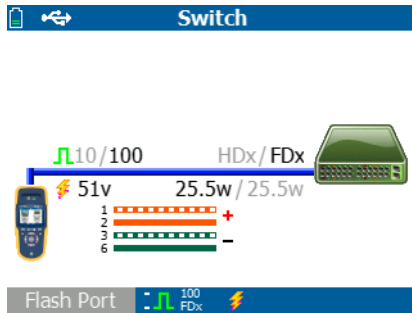 Switch
10/100 HDx/FDx
51v 25.5w/25.5w
1
2 +
3
6 −
Flash Port 100 FDx